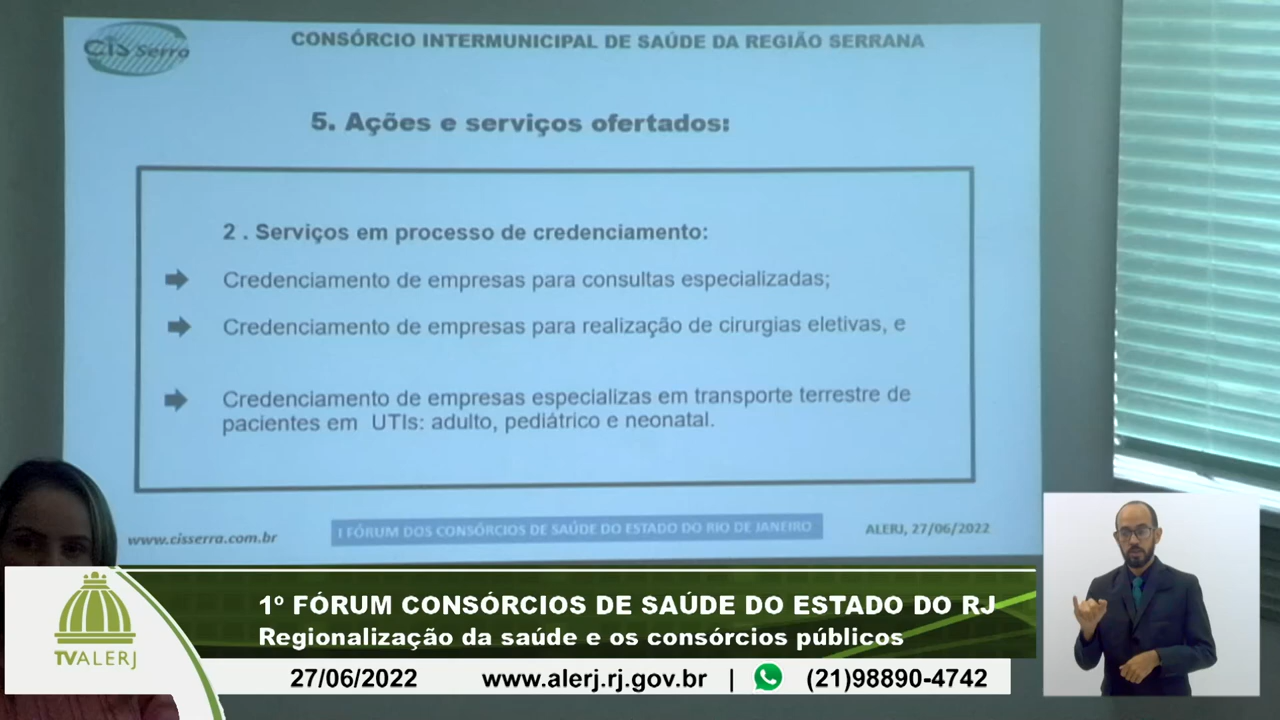 CIS Serra
CONSÓRCIO INTERMUNICIPAL DE SAÚDE DA REGIÃO SERRANA
5. Ações e serviços ofertados:
2 . Serviços em processo de credenciamento:
Credenciamento de empresas para consultas especializadas;
Credenciamento de empresas para realização de cirurgias eletivas, e
Credenciamento de empresas especializas em transporte terrestre de
pacientes em UTIs: adulto, pediátrico e neonatal.
www.cisserra.com.br
I FÓRUM DOS CONSÓRCIOS DE SAÚDE DO ESTADO DO RIO DE JANEIRO
ALERJ, 27/06/2022
1º FÓRUM CONSÓRCIOS DE SAÚDE DO ESTADO DO RJ
Regionalização da saúde e os consórcios públicos
TVALERJ
27/06/2022 www.alerj.rj.gov.br | (21)98890-4742